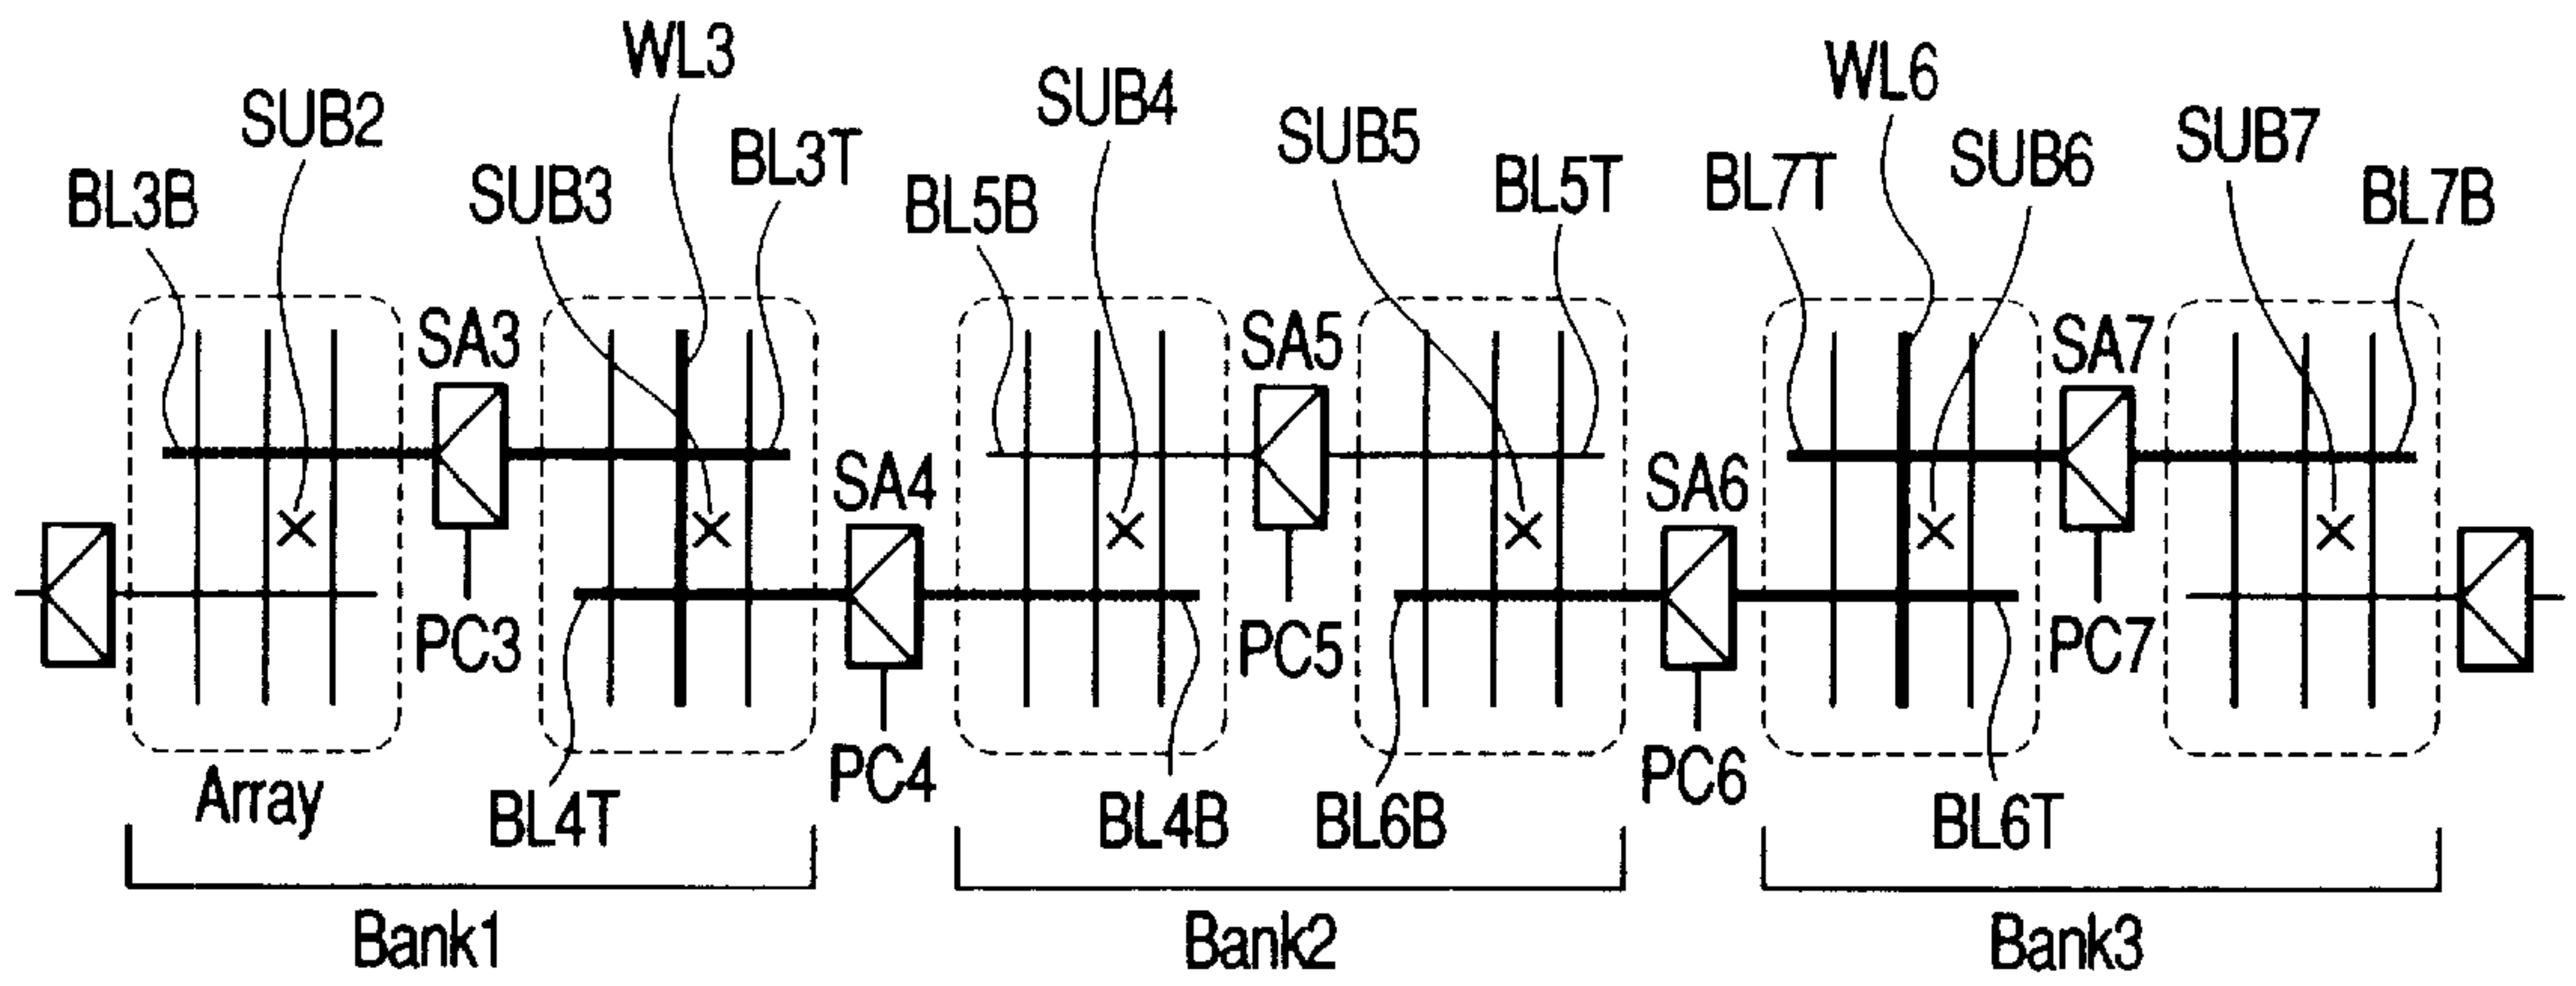 WL3
WL6
SUB2
SUB4
SUB5
SUB6
SUB7
BL3T
SUB3
BL3B
BL5B
BL5T
BL7T
BL7B
SA3
SA5
SA7
SA4
SA6
PC3
PC5
PC7
PC4
PC6
Array
BL4T
BL4B
BL6B
BL6T
Bank1
Bank2
Bank3